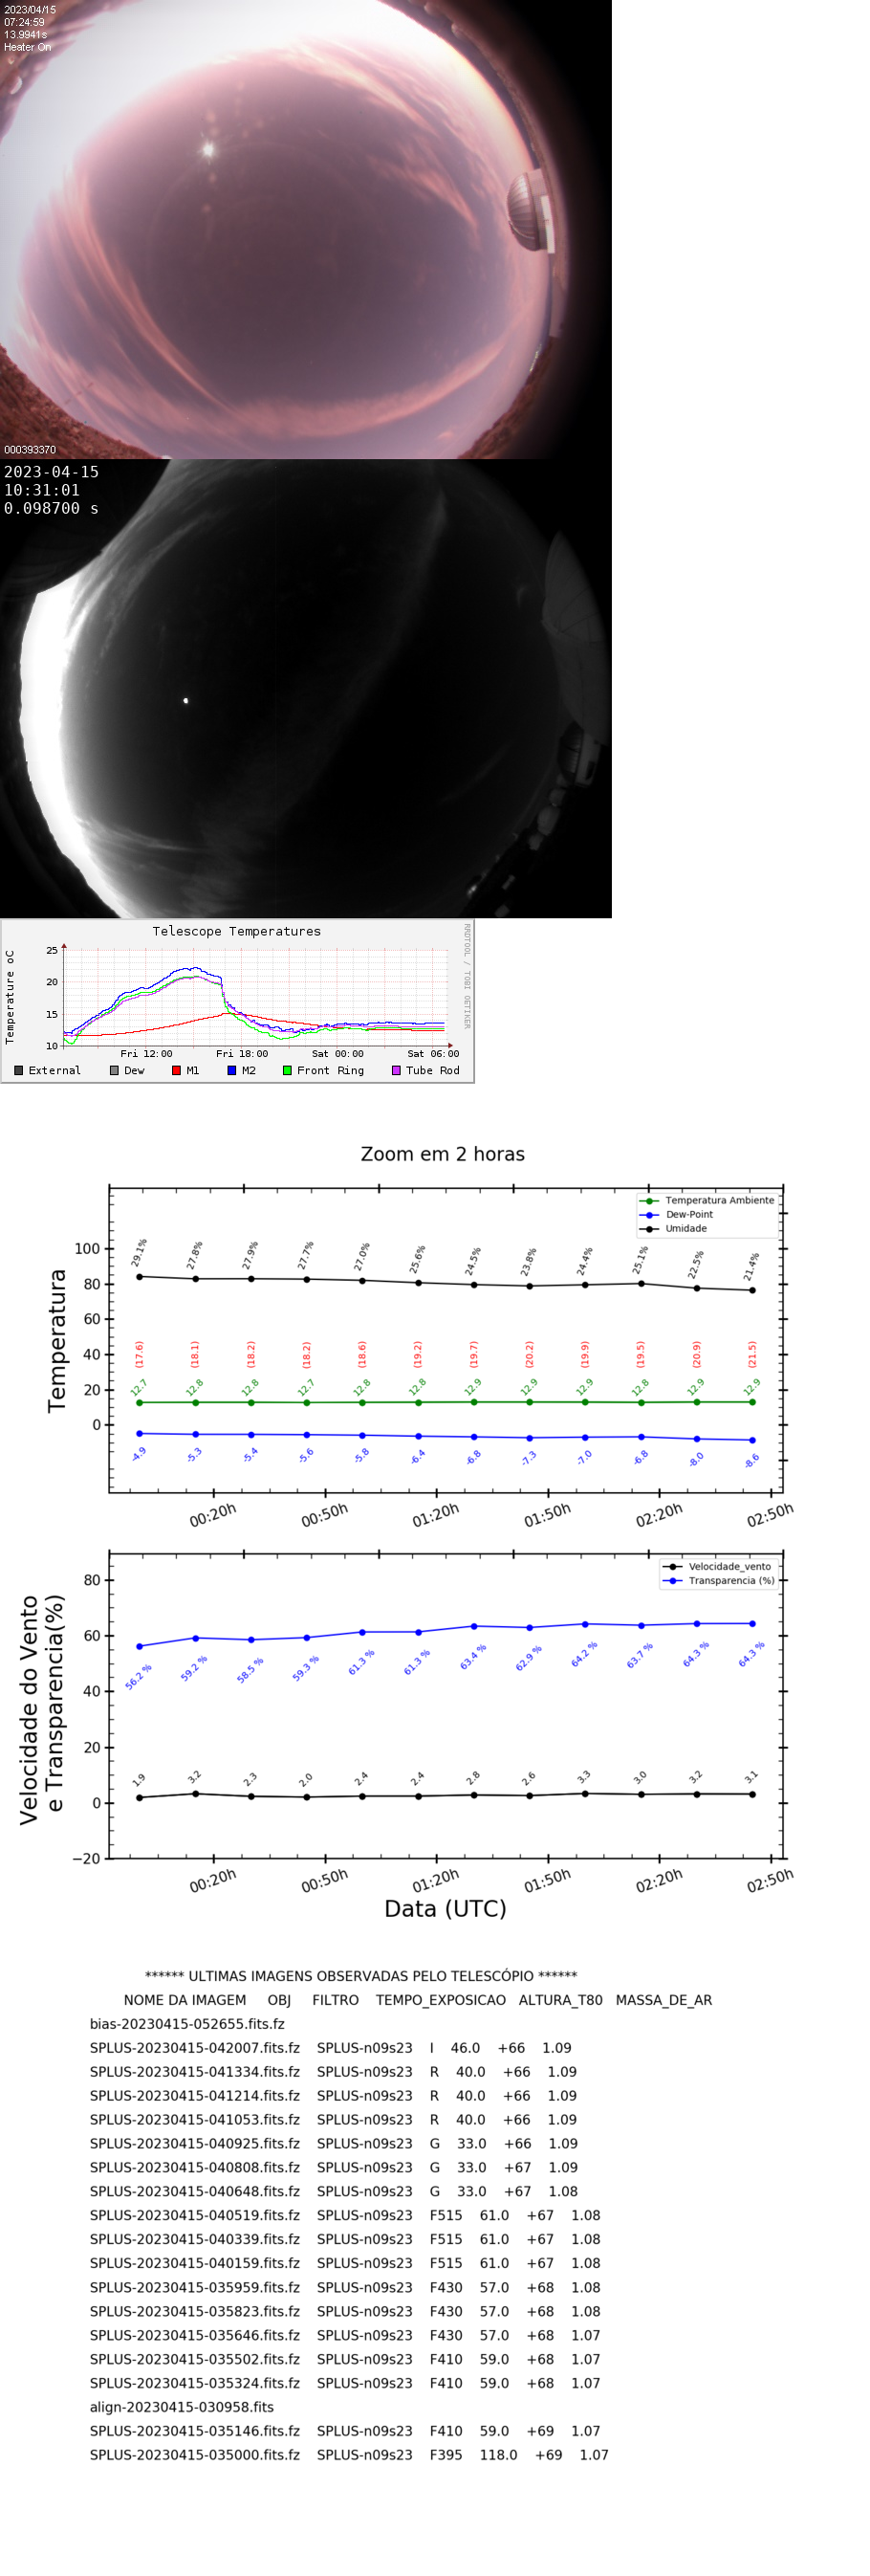 2023/04/15
07:24:59
13.9941s
Heater On
000393370
2023-04-15
10:31:01
0.098700 s
Telescope Temperatures
RRDTOOL / TOBI OETIKER
Temperature oC
25
20
15
10
Fri 12:00 Fri 18:00 Sat 00:00 Sat 06:00
External Dew M1 M2 Front Ring Tube Rod
Zoom em 2 horas
Temperatura Ambiente
Dew-Point
Umidade
Temperatura
100
80
60
40
20
0
29.1% 27.8% 27.9% 27.7% 27.0% 25.6% 24.5% 23.8% 24.4% 25.1% 22.5% 21.4%
(17.6) (18.1) (18.2) (18.2) (18.6) (19.2) (19.7) (20.2) (19.9) (19.5) (20.9) (21.5)
12.7 12.8 12.8 12.7 12.8 12.8 12.9 12.9 12.9 12.8 12.9 12.9
-4.9 -5.3 -5.4 -5.6 -5.8 -6.4 -6.8 -7.3 -7.0 -6.8 -8.0 -8.6
00:20h 00:50h 01:20h 01:50h 02:20h 02:50h
Velocidade_vento
Transparencia (%)
Velocidade do Vento
e Transparencia(%)
80
60
40
20
0
−20
56.2 % 59.2 % 58.5 % 59.3 % 61.3 % 61.3 % 63.4 % 62.9 % 64.2 % 63.7 % 64.3 % 64.3 %
1.9 3.2 2.3 2.0 2.4 2.4 2.8 2.6 3.3 3.0 3.2 3.1
00:20h 00:50h 01:20h 01:50h 02:20h 02:50h
Data (UTC)
****** ULTIMAS IMAGENS OBSERVADAS PELO TELESCÓPIO ******
NOME DA IMAGEM OBJ FILTRO TEMPO_EXPOSICAO ALTURA_T80 MASSA_DE_AR
bias-20230415-052655.fits.fz
SPLUS-20230415-042007.fits.fz SPLUS-n09s23 I 46.0 +66 1.09
SPLUS-20230415-041334.fits.fz SPLUS-n09s23 R 40.0 +66 1.09
SPLUS-20230415-041214.fits.fz SPLUS-n09s23 R 40.0 +66 1.09
SPLUS-20230415-041053.fits.fz SPLUS-n09s23 R 40.0 +66 1.09
SPLUS-20230415-040925.fits.fz SPLUS-n09s23 G 33.0 +66 1.09
SPLUS-20230415-040808.fits.fz SPLUS-n09s23 G 33.0 +67 1.09
SPLUS-20230415-040648.fits.fz SPLUS-n09s23 G 33.0 +67 1.08
SPLUS-20230415-040519.fits.fz SPLUS-n09s23 F515 61.0 +67 1.08
SPLUS-20230415-040339.fits.fz SPLUS-n09s23 F515 61.0 +67 1.08
SPLUS-20230415-040159.fits.fz SPLUS-n09s23 F515 61.0 +67 1.08
SPLUS-20230415-035959.fits.fz SPLUS-n09s23 F430 57.0 +68 1.08
SPLUS-20230415-035823.fits.fz SPLUS-n09s23 F430 57.0 +68 1.08
SPLUS-20230415-035646.fits.fz SPLUS-n09s23 F430 57.0 +68 1.07
SPLUS-20230415-035502.fits.fz SPLUS-n09s23 F410 59.0 +68 1.07
SPLUS-20230415-035324.fits.fz SPLUS-n09s23 F410 59.0 +68 1.07
align-20230415-030958.fits
SPLUS-20230415-035146.fits.fz SPLUS-n09s23 F410 59.0 +69 1.07
SPLUS-20230415-035000.fits.fz SPLUS-n09s23 F395 118.0 +69 1.07